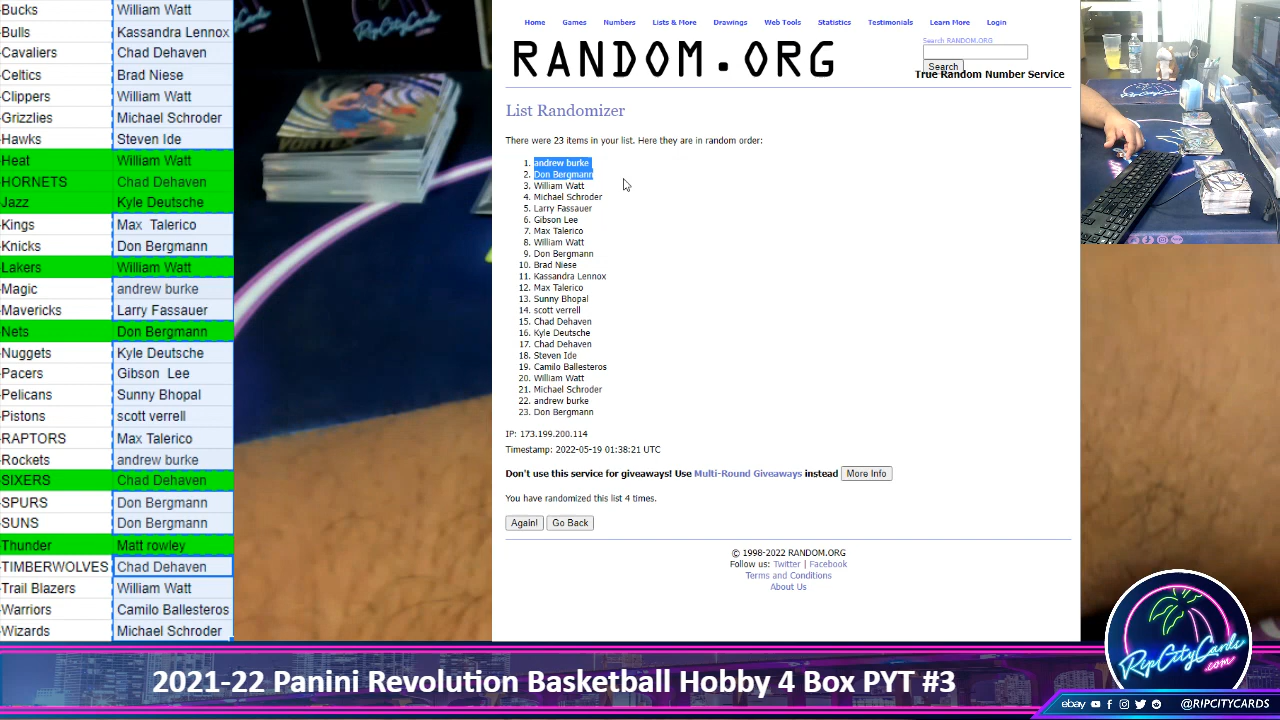 Bucks William Watt
-Bulls Kassandra Lennox
-Cavaliers Chad Dehaven
-Celtics Brad Niese
-Clippers William Watt
-Grizzlies Michael Schroder
-Hawks Steven Ide
-Heat William Watt
-HORNETS Chad Dehaven
-Jazz Kyle Deutsche
-Kings Max Talerico
-Knicks Don Bergmann
-Lakers William Watt
-Magic andrew burke
-Mavericks Larry Fassauer
-Nets Don Bergmann
-Nuggets Kyle Deutsche
-Pacers Gibson Lee
-Pelicans Sunny Bhopal
-Pistons scott verrell
-RAPTORS Max Talerico
-Rockets andrew burke
-SIXERS Chad Dehaven
-SPURS Don Bergmann
-SUNS Don Bergmann
-Thunder Matt rowley
-TIMBERWOLVES Chad Dehaven
-Trail Blazers William Watt
-Warriors Camilo Ballesteros
-Wizards Michael Schroder
Home Games Numbers Lists & More Drawings Web Tools Statistics Testimonials Learn More Login
RANDOM.ORG
Search RANDOM.ORG
Search
True Random Number Service
List Randomizer
There were 23 items in your list. Here they are in random order:
1. andrew burke
2. Don Bergmann
3. William Watt
4. Michael Schroder
5. Larry Fassauer
6. Gibson Lee
7. Max Talerico
8. William Watt
9. Don Bergmann
10. Brad Niese
11. Kassandra Lennox
12. Max Talerico
13. Sunny Bhopal
14. scott verrell
15. Chad Dehaven
16. Kyle Deutsche
17. Chad Dehaven
18. Steven Ide
19. Camilo Ballesteros
20. William Watt
21. Michael Schroder
22. andrew burke
23. Don Bergmann
IP: 173.199.200.114
Timestamp: 2022-05-19 01:38:21 UTC
Don't use this service for giveaways! Use Multi-Round Giveaways instead More Info
You have randomized this list 4 times.
Again! Go Back
© 1998-2022 RANDOM.ORG
Follow us: Twitter | Facebook
Terms and Conditions
About Us
2021-22 Panini Revolution Basketball Hobby 4 Box PYT #3
RipCityCards
.com
ebay @RIPCITYCARDS